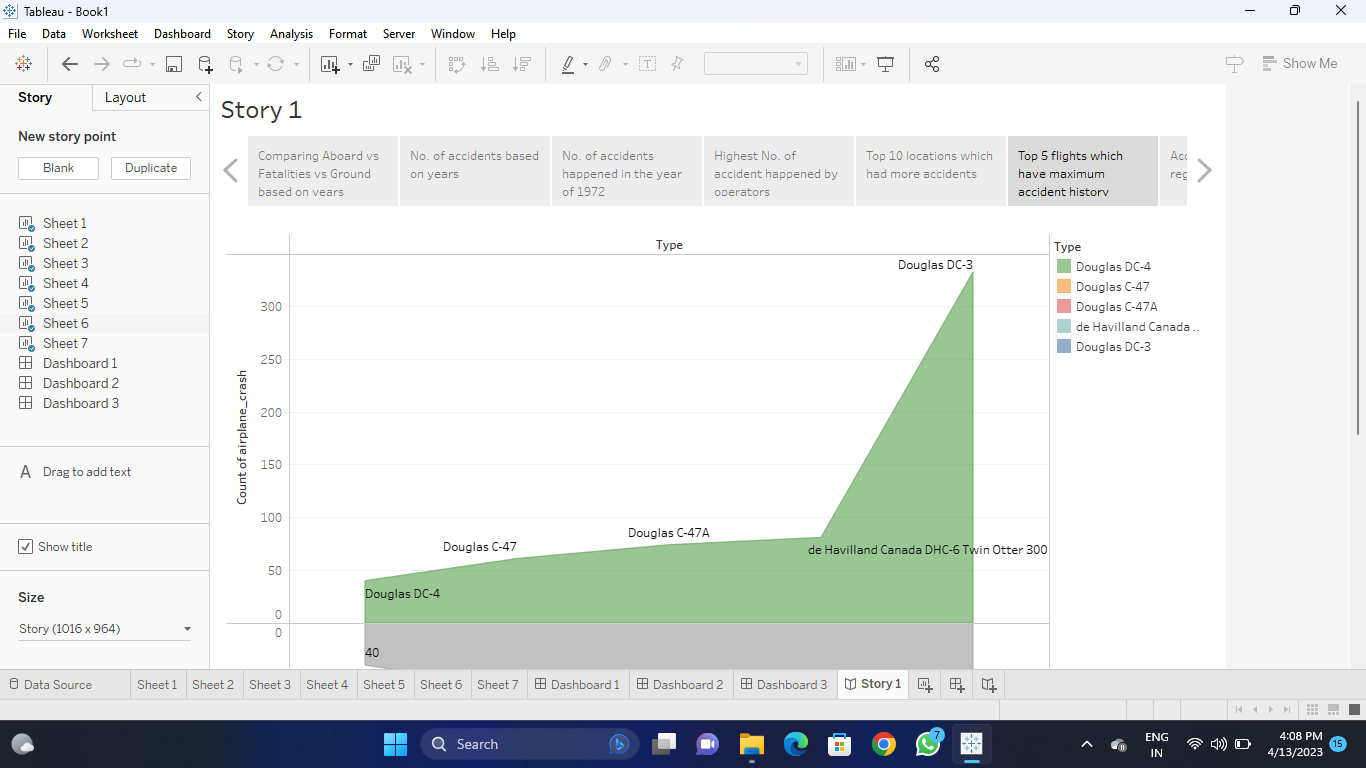 Tableau - Book1
File Data Worksheet Dashboard Story Analysis Format Server Window Help
Show Me
Story Layout
New story point
Blank Duplicate
Sheet 1
Sheet 2
Sheet 3
Sheet 4
Sheet 5
Sheet 6
Sheet 7
Dashboard 1
Dashboard 2
Dashboard 3
A Drag to add text
Show title
Size
Story (1016 x 964)
Story 1
Comparing Aboard vs
Fatalities vs Ground
based on years
No. of accidents based
on years
No. of accidents
happened in the year
of 1972
Highest No. of
accident happened by
operators
Top 10 locations which
had more accidents
Top 5 flights which
have maximum
accident history
Acc
reg
Type
Count of airplane_crash
300
250
200
150
100
50
0
0
Douglas DC-3
Douglas C-47A
Douglas C-47
de Havilland Canada DHC-6 Twin Otter 300
Douglas DC-4
40
Type
Douglas DC-4
Douglas C-47
Douglas C-47A
de Havilland Canada ..
Douglas DC-3
Data Source Sheet 1 Sheet 2 Sheet 3 Sheet 4 Sheet 5 Sheet 6 Sheet 7 Dashboard 1 Dashboard 2 Dashboard 3 Story 1
Search
7
ENG
IN
4:08 PM
4/13/2023
15